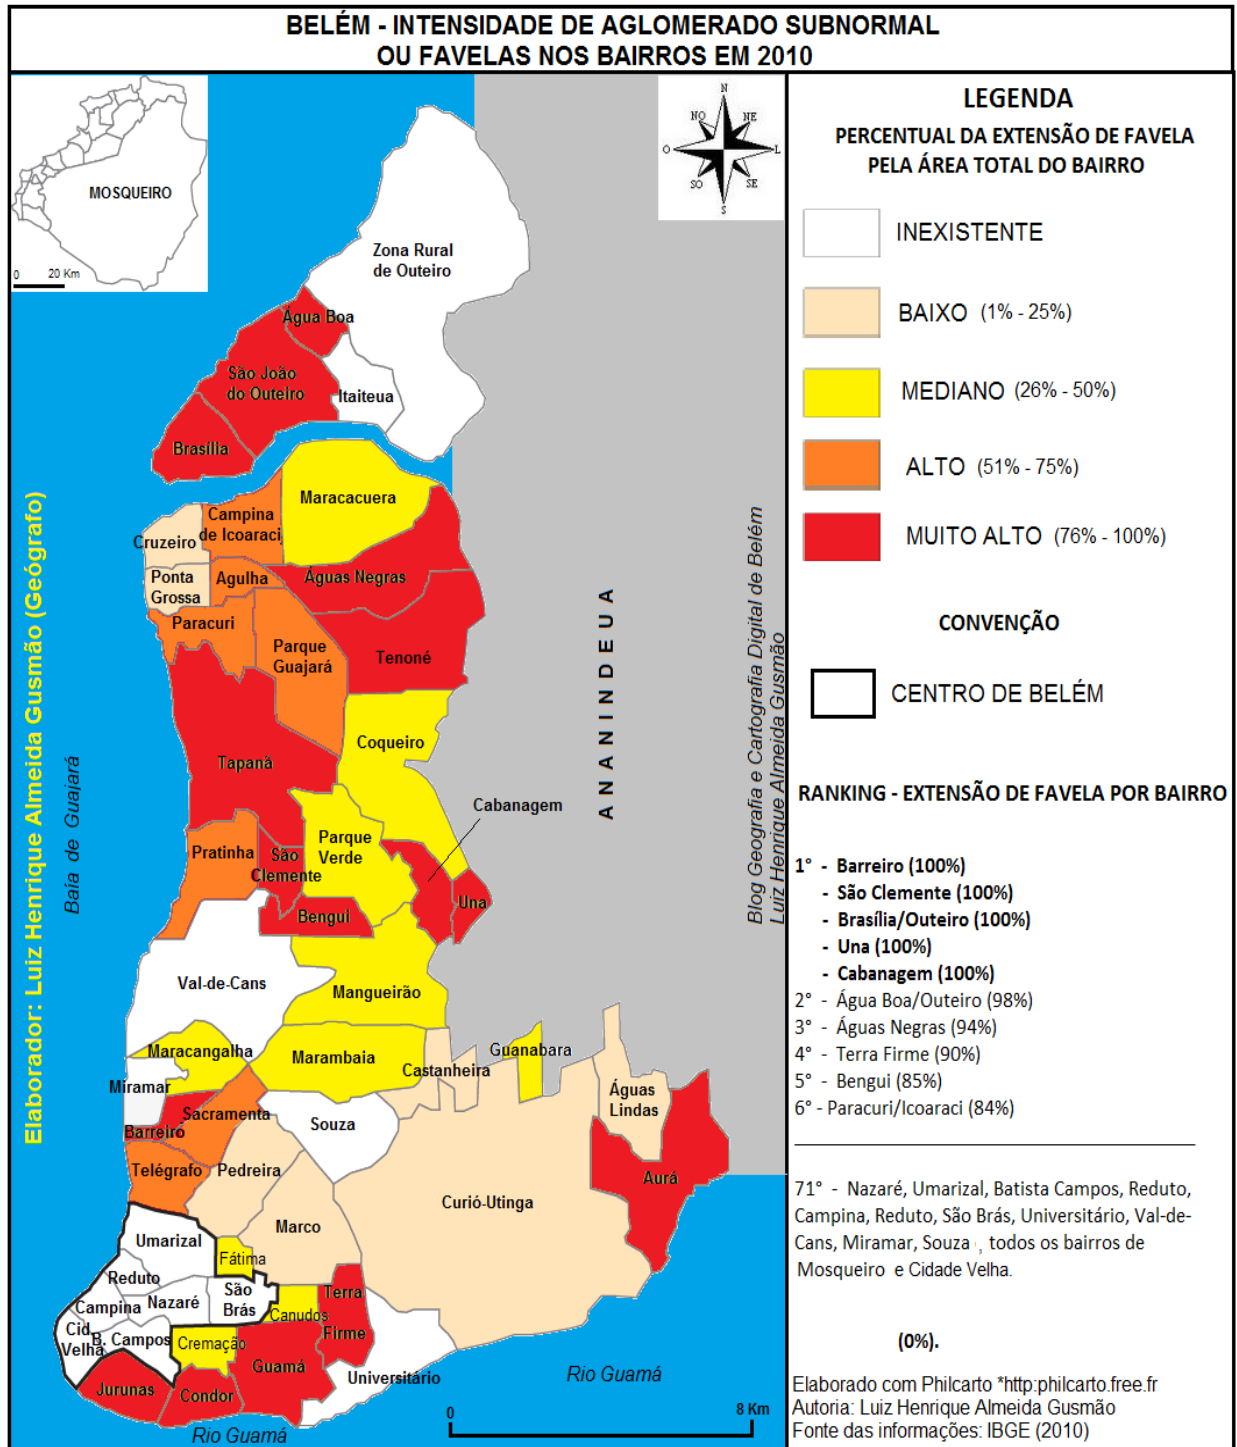 BELÉM - INTENSIDADE DE AGLOMERADO SUBNORMAL
OU FAVELAS NOS BAIRROS EM 2010
MOSQUEIRO
0 20 Km
N
NO
NE
O
L
SO
SE
S
Zona Rural
de Outeiro
Água Boa
São João
do Outeiro
Itaiteua
Brasília
Maracacuera
Campina
de Icoaraci
Cruzeiro
Ponta
Grossa
Agulha
Águas Negras
Paracuri
Parque
Guajará
Tenoné
Coqueiro
Tapanã
Cabanagem
Parque
Verde
Pratinha
São
Clemente
Una
Bengui
Val-de-Cans
Mangueirão
Maracangalha
Marambaia
Guanabara
Castanheira
Miramar
Águas
Lindas
Sacramenta
Souza
Barreiro
Telégrafo
Pedreira
Aurá
Curió-Utinga
Marco
Umarizal
Fátima
Reduto
São
Brás
Terra
Firme
Campina
Nazaré
Canudos
Cid.
Velha
B. Campos
Cremação
Guamá
Universitário
Jurunas
Condor
Rio Guamá
Rio Guamá
0 8 Km
A N A N I N D E U A
Baía de Guajará
Elaborador: Luiz Henrique Almeida Gusmão (Geógrafo)
Blog Geografia e Cartografia Digital de Belém
Luiz Henrique Almeida Gusmão
LEGENDA
PERCENTUAL DA EXTENSÃO DE FAVELA
PELA ÁREA TOTAL DO BAIRRO
INEXISTENTE
BAIXO (1% - 25%)
MEDIANO (26% - 50%)
ALTO (51% - 75%)
MUITO ALTO (76% - 100%)
CONVENÇÃO
CENTRO DE BELÉM
RANKING - EXTENSÃO DE FAVELA POR BAIRRO
1° - Barreiro (100%)
- São Clemente (100%)
- Brasília/Outeiro (100%)
- Una (100%)
- Cabanagem (100%)
2° - Água Boa/Outeiro (98%)
3° - Águas Negras (94%)
4° - Terra Firme (90%)
5° - Bengui (85%)
6° - Paracuri/Icoaraci (84%)
71° - Nazaré, Umarizal, Batista Campos, Reduto,
Campina, Reduto, São Brás, Universitário, Val-de-
Cans, Miramar, Souza , todos os bairros de
Mosqueiro e Cidade Velha.
(0%).
Elaborado com Philcarto *http:philcarto.free.fr
Autoria: Luiz Henrique Almeida Gusmão
Fonte das informações: IBGE (2010)